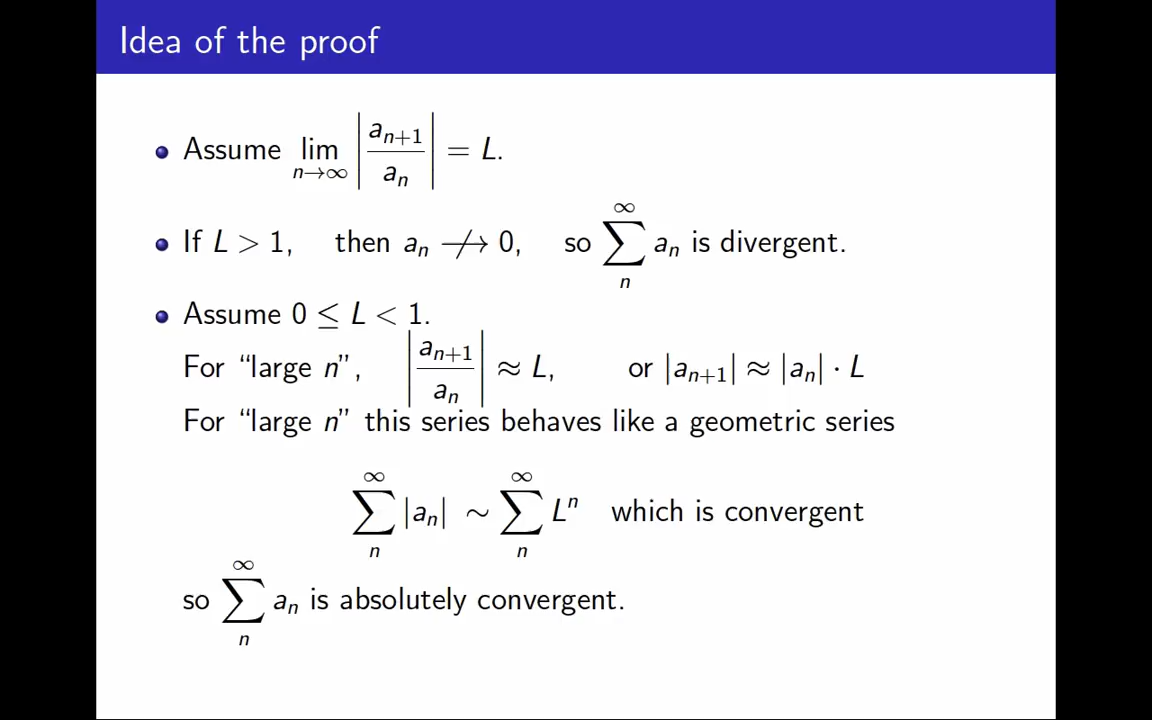 Idea of the proof
• Assume lim_{n→∞} |a_{n+1}/a_n| = L.
• If L > 1, then a_n ↛ 0, so ∑_n^∞ a_n is divergent.
• Assume 0 ≤ L < 1.
For “large n”, |a_{n+1}/a_n| ≈ L, or |a_{n+1}| ≈ |a_n| · L
For “large n” this series behaves like a geometric series
∑_n^∞ |a_n| ∼ ∑_n^∞ L^n which is convergent
so ∑_n^∞ a_n is absolutely convergent.